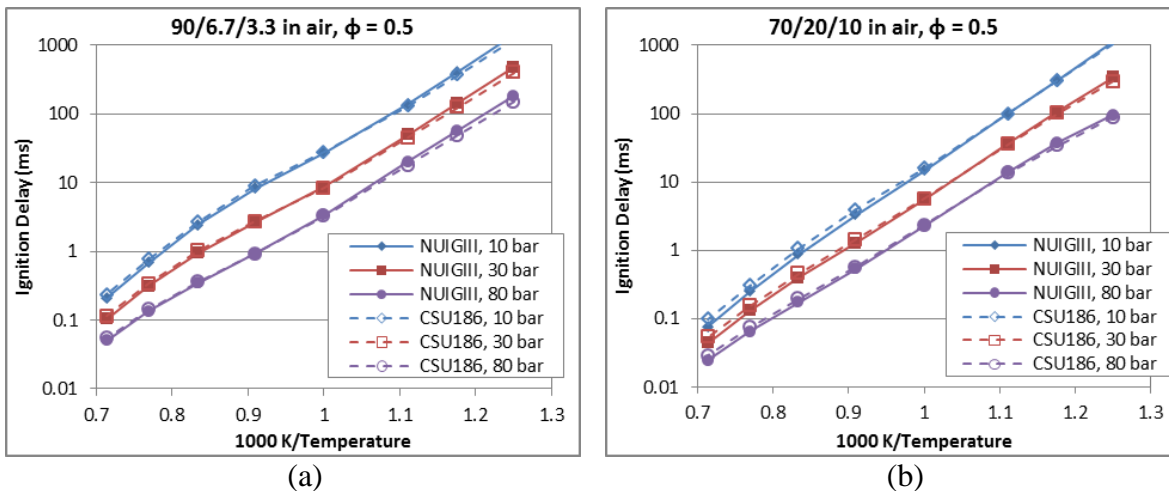 90/6.7/3.3 in air, ϕ = 0.5
1000
100
10
1
0.1
0.01
Ignition Delay (ms)
NUIGIII, 10 bar
NUIGIII, 30 bar
NUIGIII, 80 bar
CSU186, 10 bar
CSU186, 30 bar
CSU186, 80 bar
0.7 0.8 0.9 1 1.1 1.2 1.3
1000 K/Temperature
(a)
70/20/10 in air, ϕ = 0.5
1000
100
10
1
0.1
0.01
Ignition Delay (ms)
NUIGIII, 10 bar
NUIGIII, 30 bar
NUIGIII, 80 bar
CSU186, 10 bar
CSU186, 30 bar
CSU186, 80 bar
0.7 0.8 0.9 1 1.1 1.2 1.3
1000 K/Temperature
(b)